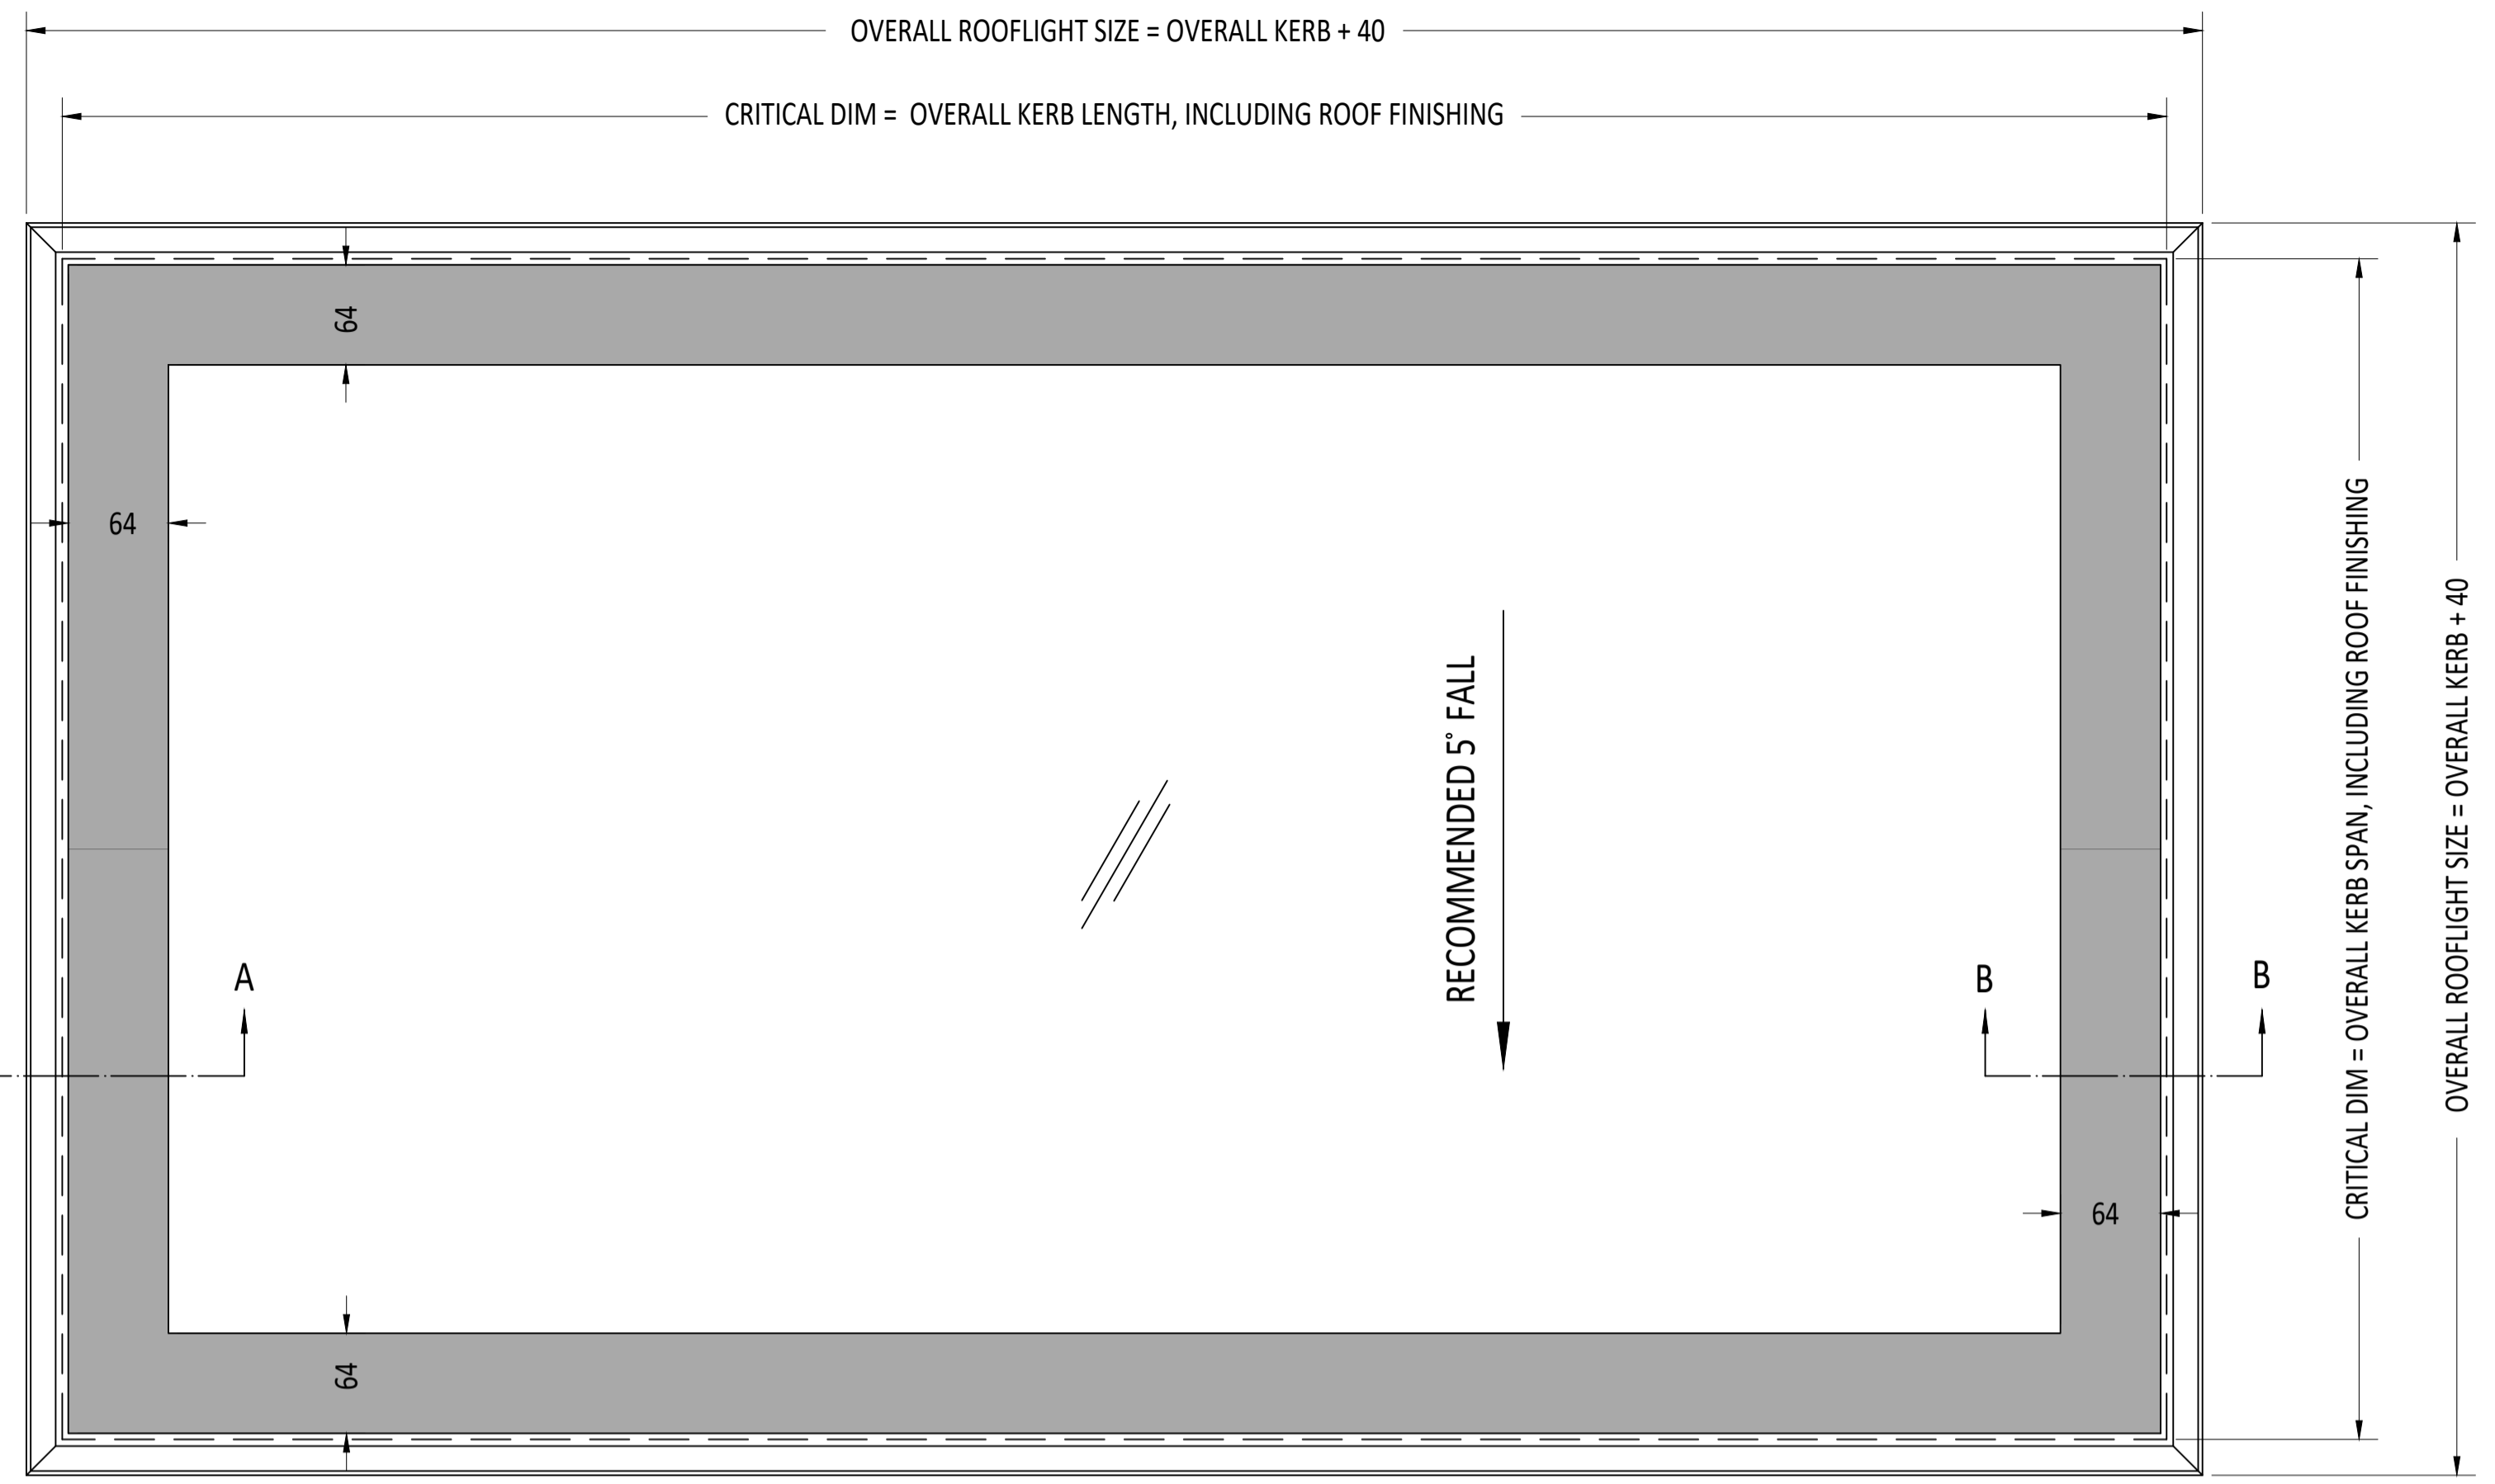 OVERALL ROOFLIGHT SIZE = OVERALL KERB + 40
CRITICAL DIM = OVERALL KERB LENGTH, INCLUDING ROOF FINISHING
64
64
RECOMMENDED 5° FALL
A
B
B
64
64
CRITICAL DIM = OVERALL KERB SPAN, INCLUDING ROOF FINISHING
OVERALL ROOFLIGHT SIZE = OVERALL KERB + 40